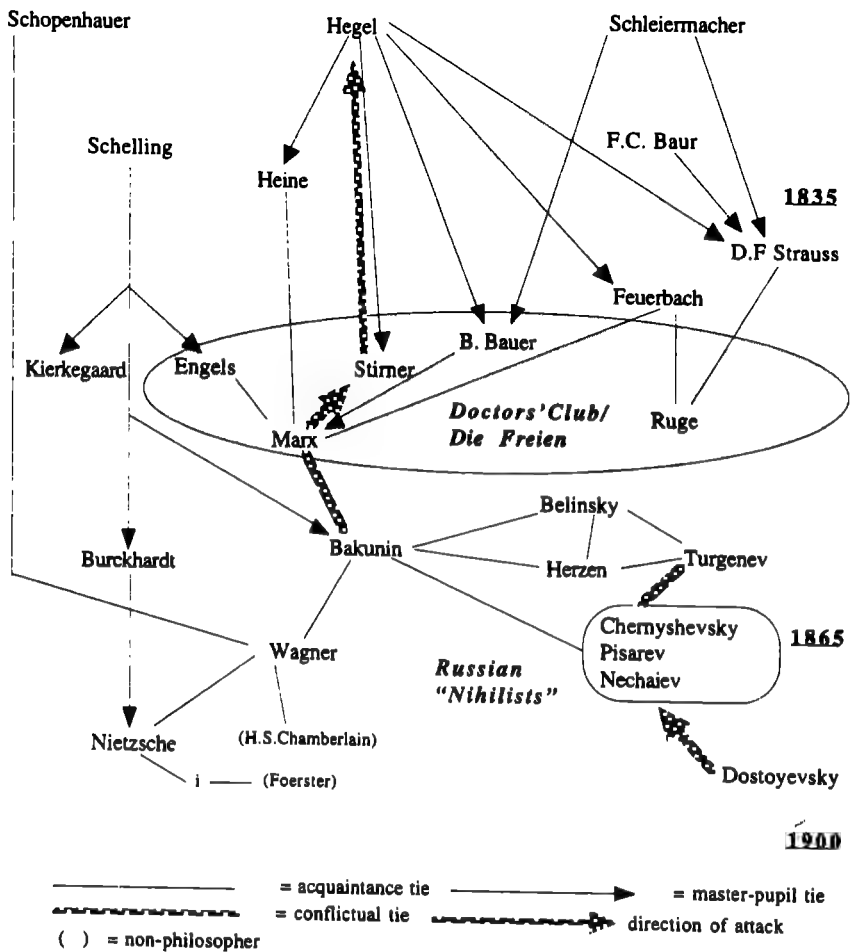 Schopenhauer
Hegel
Schleiermacher
Schelling
F.C. Baur
Heine
1835
D.F Strauss
Feuerbach
Kierkegaard
Engels
Stirner
B. Bauer
Doctors' Club/
Die Freien
Ruge
Marx
Belinsky
Bakunin
Burckhardt
Herzen
Turgenev
Chernyshevsky
Pisarev
Nechaiev
1865
Wagner
Russian
"Nihilists"
Nietzsche
(H.S.Chamberlain)
i
(Foerster)
Dostoyevsky
1900
= acquaintance tie
= master-pupil tie
= conflictual tie
direction of attack
( ) = non-philosopher